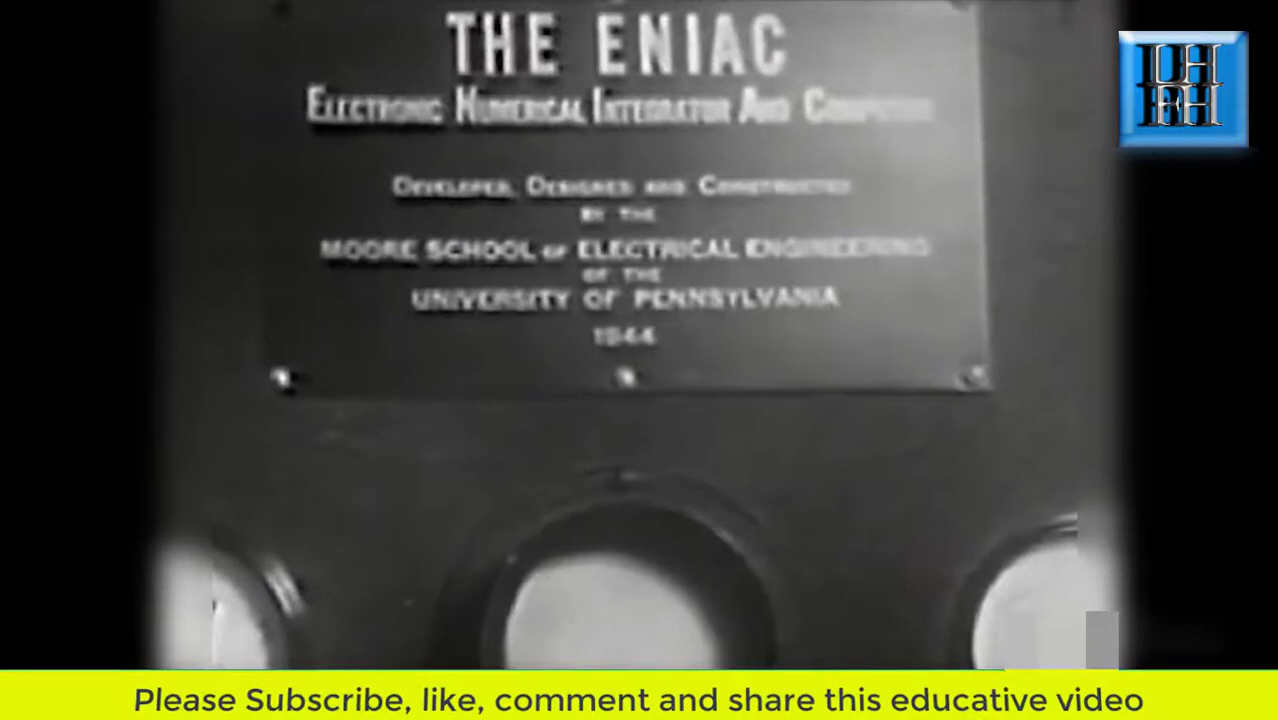 THE ENIAC
ELECTRONIC NUMERICAL INTEGRATOR AND COMPUTER
DEVELOPED, DESIGNED AND CONSTRUCTED
BY THE
MOORE SCHOOL OF ELECTRICAL ENGINEERING
OF THE
UNIVERSITY OF PENNSYLVANIA
1944
Please Subscribe, like, comment and share this educative video